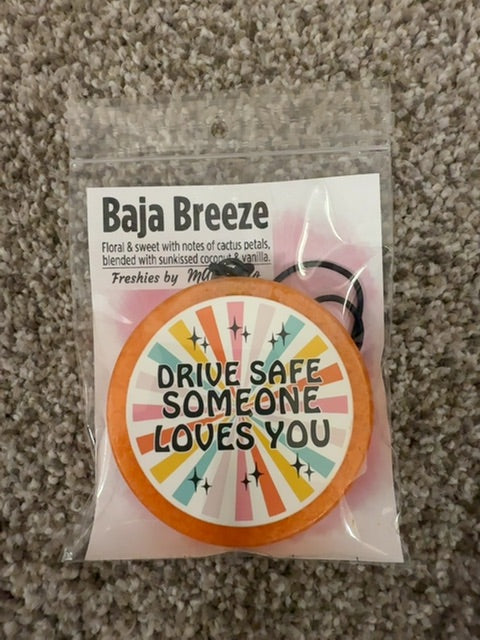 Baja Breeze
Floral & sweet with notes of cactus petals,
blended with sunkissed coconut & vanilla.
Freshies by
DRIVE SAFE
SOMEONE
LOVES YOU